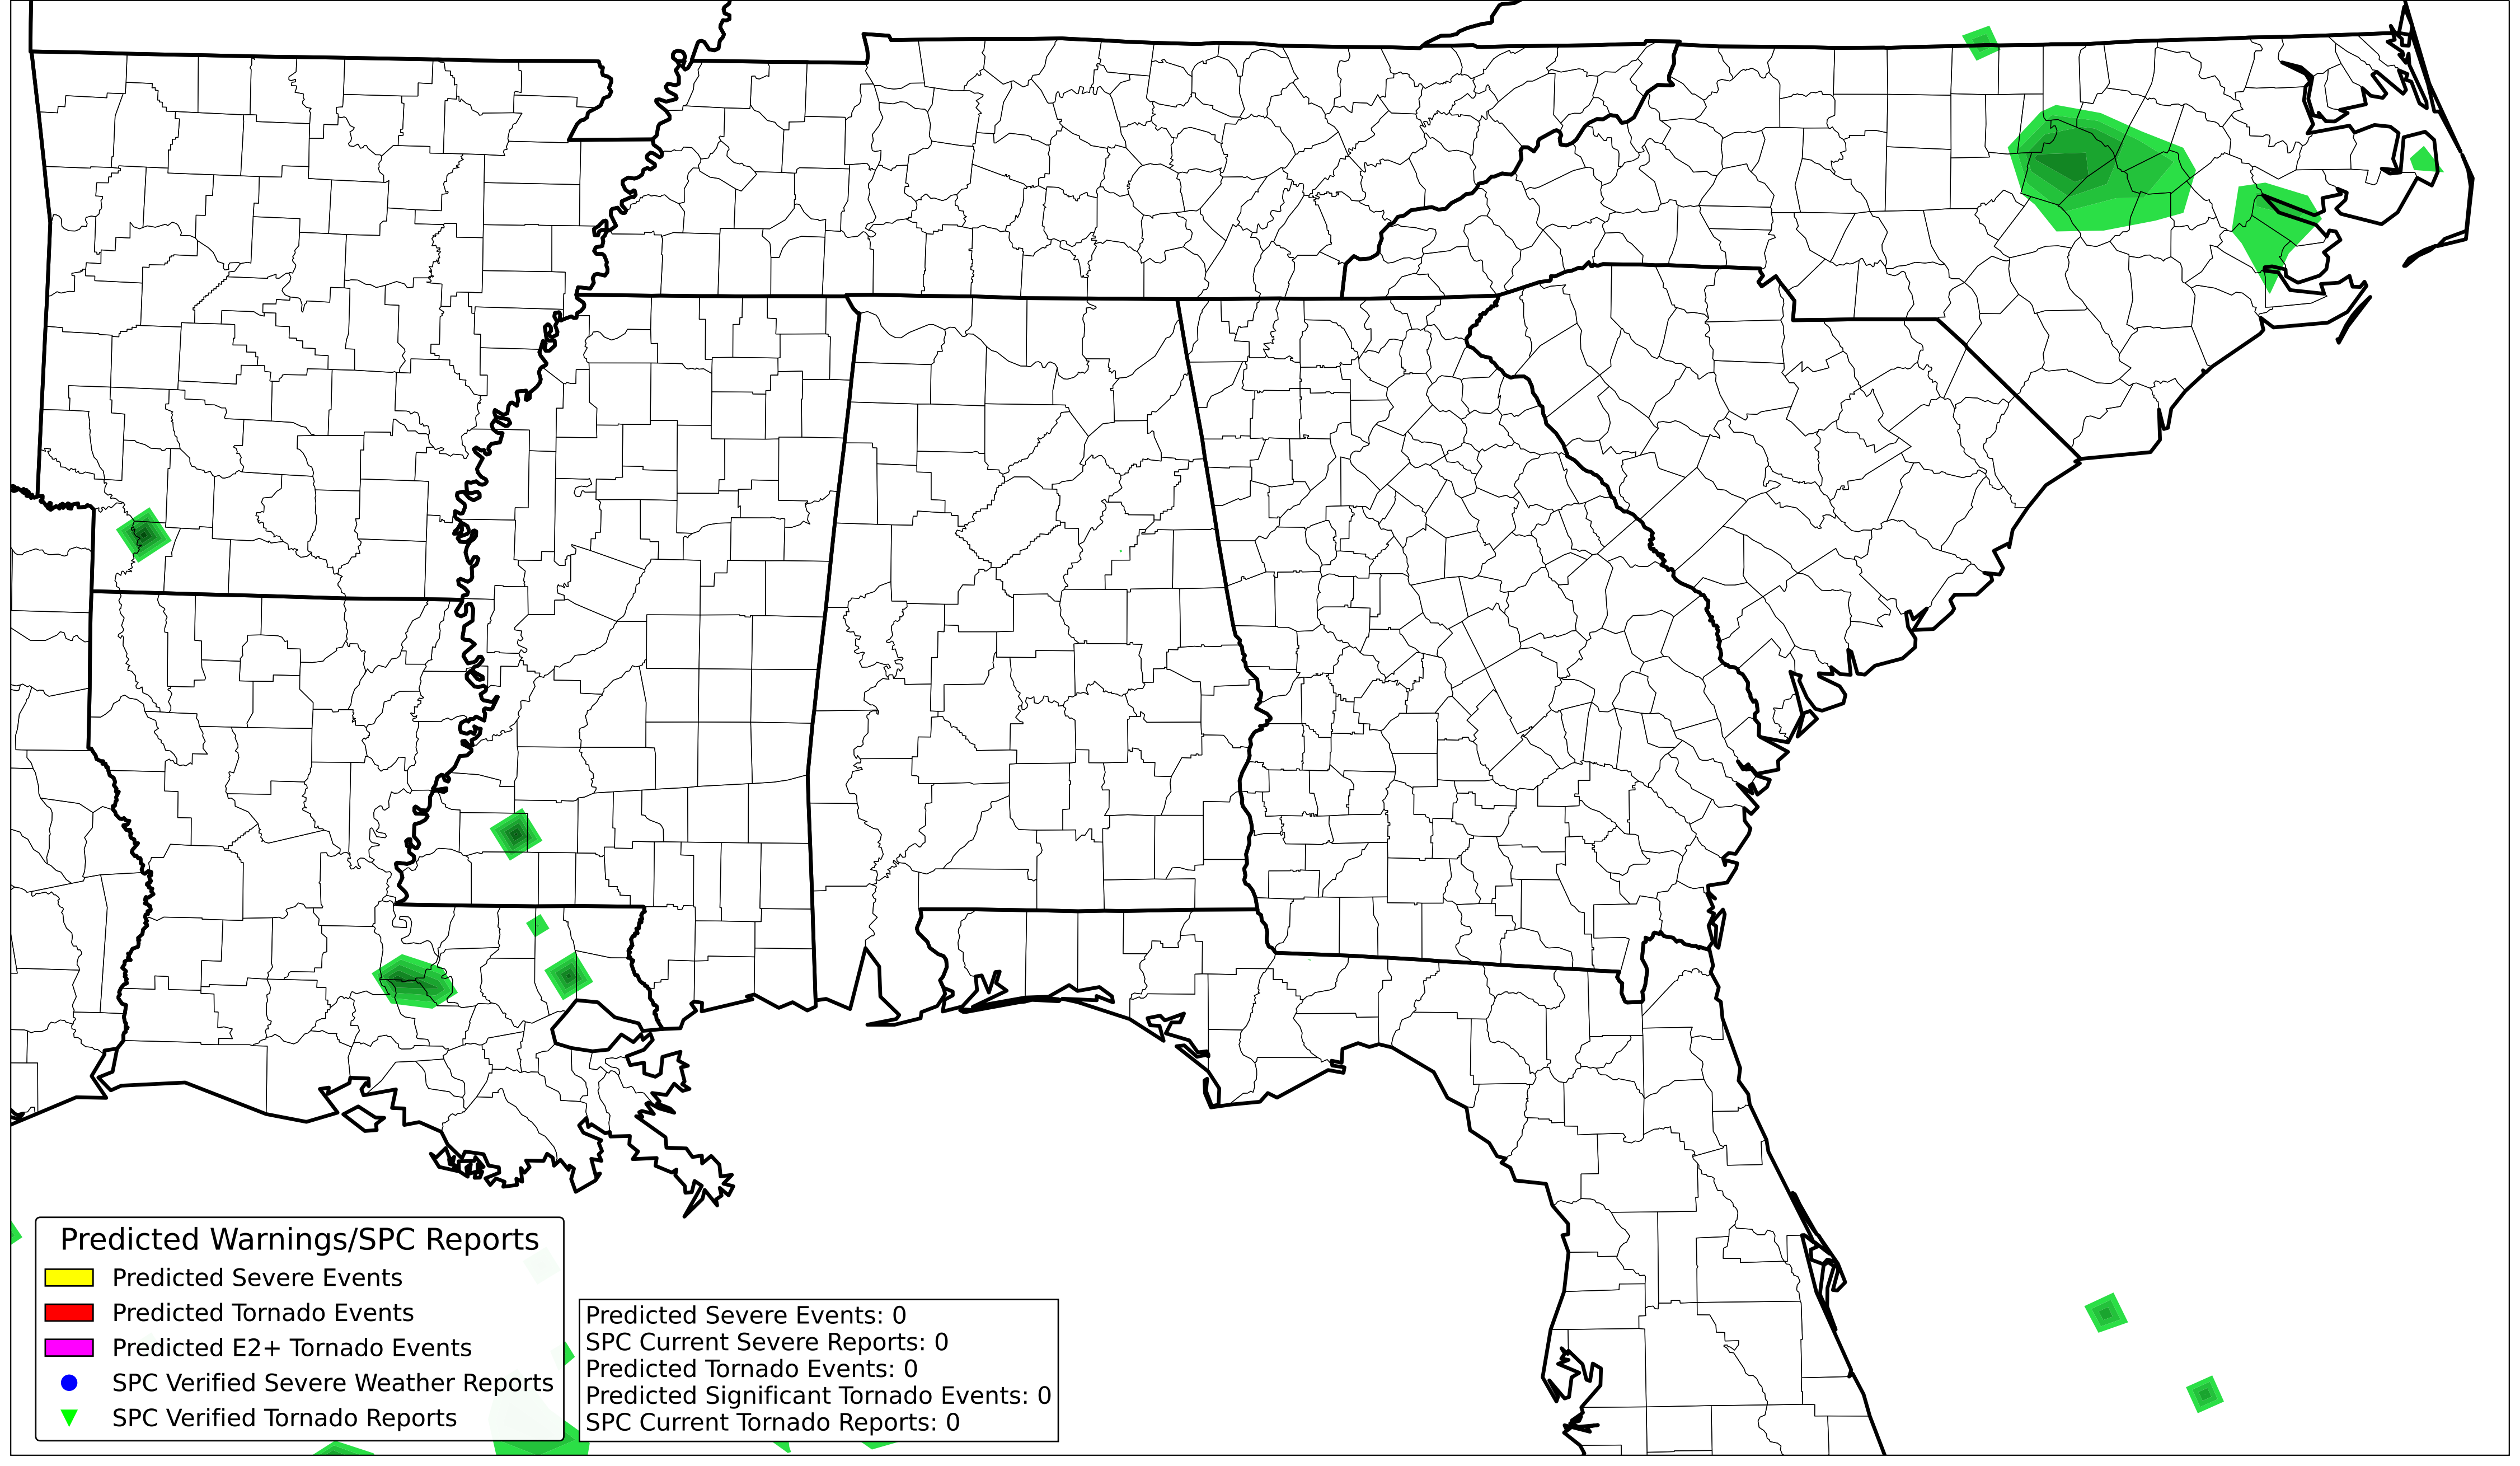 Predicted Warnings/SPC Reports
Predicted Severe Events
Predicted Tornado Events
Predicted E2+ Tornado Events
SPC Verified Severe Weather Reports
SPC Verified Tornado Reports
Predicted Severe Events: 0
SPC Current Severe Reports: 0
Predicted Tornado Events: 0
Predicted Significant Tornado Events: 0
SPC Current Tornado Reports: 0